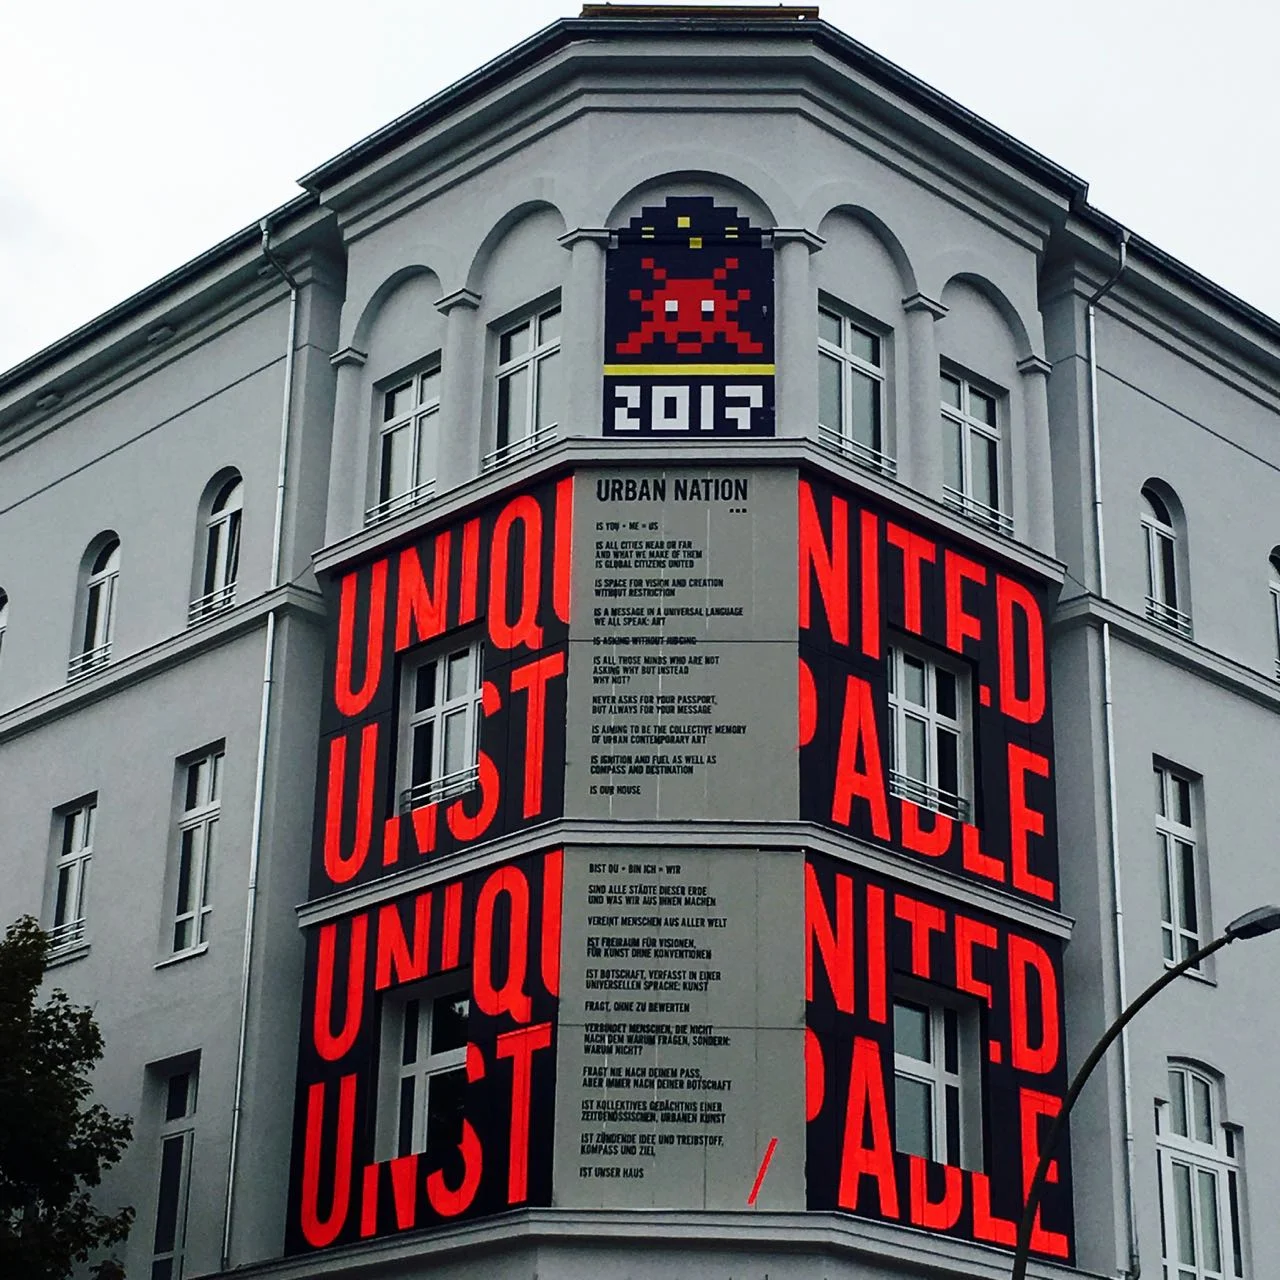 2017
URBAN NATION
...
IS YOU + ME = US
IS ALL CITIES NEAR OR FAR
AND WHAT WE MAKE OF THEM
IS GLOBAL CITIZENS UNITED
IS SPACE FOR VISION AND CREATION
WITHOUT RESTRICTION
IS A MESSAGE IN A UNIVERSAL LANGUAGE
WE ALL SPEAK: ART
IS ASKING WITHOUT JUDGING
IS ALL THOSE MINDS WHO ARE NOT
ASKING WHY BUT INSTEAD
WHY NOT?
NEVER ASKS FOR YOUR PASSPORT,
BUT ALWAYS FOR YOUR MESSAGE
IS AIMING TO BE THE COLLECTIVE MEMORY
OF URBAN CONTEMPORARY ART
IS IGNITION AND FUEL AS WELL AS
COMPASS AND DESTINATION
IS OUR HOUSE
UNIQU
UNST
NITED
PABLE
BIST DU + BIN ICH = WIR
SIND ALLE STÄDTE DIESER ERDE
UND WAS WIR AUS IHNEN MACHEN
VEREINT MENSCHEN AUS ALLER WELT
IST FREIRAUM FÜR VISIONEN,
FÜR KUNST OHNE KONVENTIONEN
IST BOTSCHAFT, VERFASST IN EINER
UNIVERSELLEN SPRACHE: KUNST
FRAGT, OHNE ZU BEWERTEN
VERBINDET MENSCHEN, DIE NICHT
NACH DEM WARUM FRAGEN, SONDERN:
WARUM NICHT?
FRAGT NIE NACH DEINEM PASS,
ABER IMMER NACH DEINER BOTSCHAFT
IST KOLLEKTIVES GEDÄCHTNIS EINER
ZEITGENÖSSISCHEN, URBANEN KUNST
IST ZÜNDENDE IDEE UND TREIBSTOFF,
KOMPASS UND ZIEL
IST UNSER HAUS
/
UNIQU
UNST
NITED
PABLE